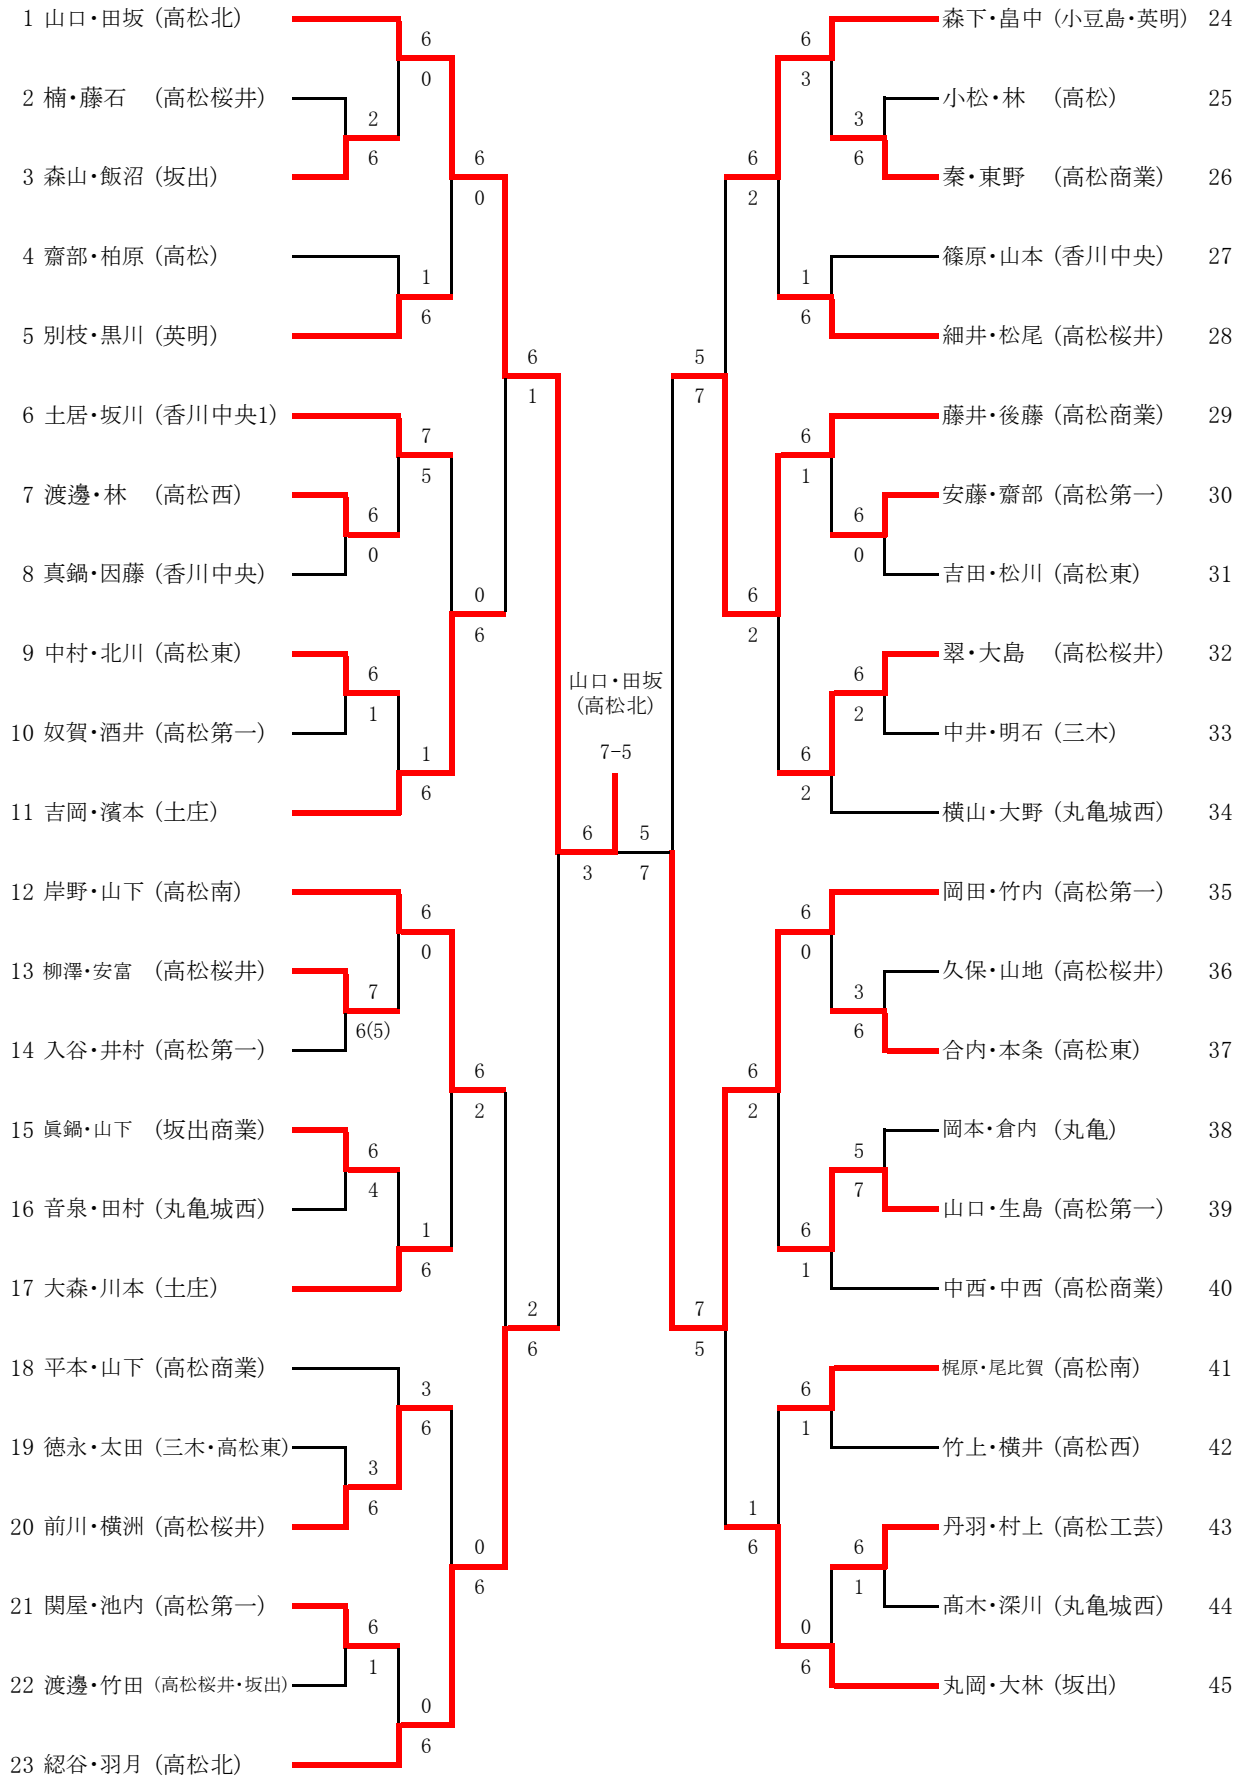 1 山口・田坂 (高松北)
2 楠・藤石 (高松桜井)
3 森山・飯沼 (坂出)
4 齋部・柏原 (高松)
5 別枝・黒川 (英明)
6 土居・坂川 (香川中央1)
7 渡邊・林 (高松西)
8 真鍋・因藤 (香川中央)
9 中村・北川 (高松東)
10 奴賀・酒井 (高松第一)
11 吉岡・濱本 (土庄)
12 岸野・山下 (高松南)
13 柳澤・安富 (高松桜井)
14 入谷・井村 (高松第一)
15 眞鍋・山下 (坂出商業)
16 音泉・田村 (丸亀城西)
17 大森・川本 (土庄)
18 平本・山下 (高松商業)
19 徳永・太田 (三木・高松東)
20 前川・横洲 (高松桜井)
21 関屋・池内 (高松第一)
22 渡邊・竹田 (高松桜井・坂出)
23 綛谷・羽月 (高松北)
2
6
6
0
6
1
7
6(5)
6
4
3
6
6
1
6
0
1
6
7
5
1
6
6
0
1
6
3
6
0
6
6
0
0
6
6
2
0
6
6
1
2
6
6
3
山口・田坂
(高松北)
7-5
5
7
5
7
7
5
6
2
6
2
6
2
1
6
6
3
1
6
6
1
6
2
6
0
6
1
6
1
0
6
3
6
6
0
6
2
3
6
5
7
6
1
森下・畠中 (小豆島・英明) 24
小松・林 (高松) 25
秦・東野 (高松商業) 26
篠原・山本 (香川中央) 27
細井・松尾 (高松桜井) 28
藤井・後藤 (高松商業) 29
安藤・齋部 (高松第一) 30
吉田・松川 (高松東) 31
翠・大島 (高松桜井) 32
中井・明石 (三木) 33
横山・大野 (丸亀城西) 34
岡田・竹内 (高松第一) 35
久保・山地 (高松桜井) 36
合内・本条 (高松東) 37
岡本・倉内 (丸亀) 38
山口・生島 (高松第一) 39
中西・中西 (高松商業) 40
梶原・尾比賀 (高松南) 41
竹上・横井 (高松西) 42
丹羽・村上 (高松工芸) 43
髙木・深川 (丸亀城西) 44
丸岡・大林 (坂出) 45